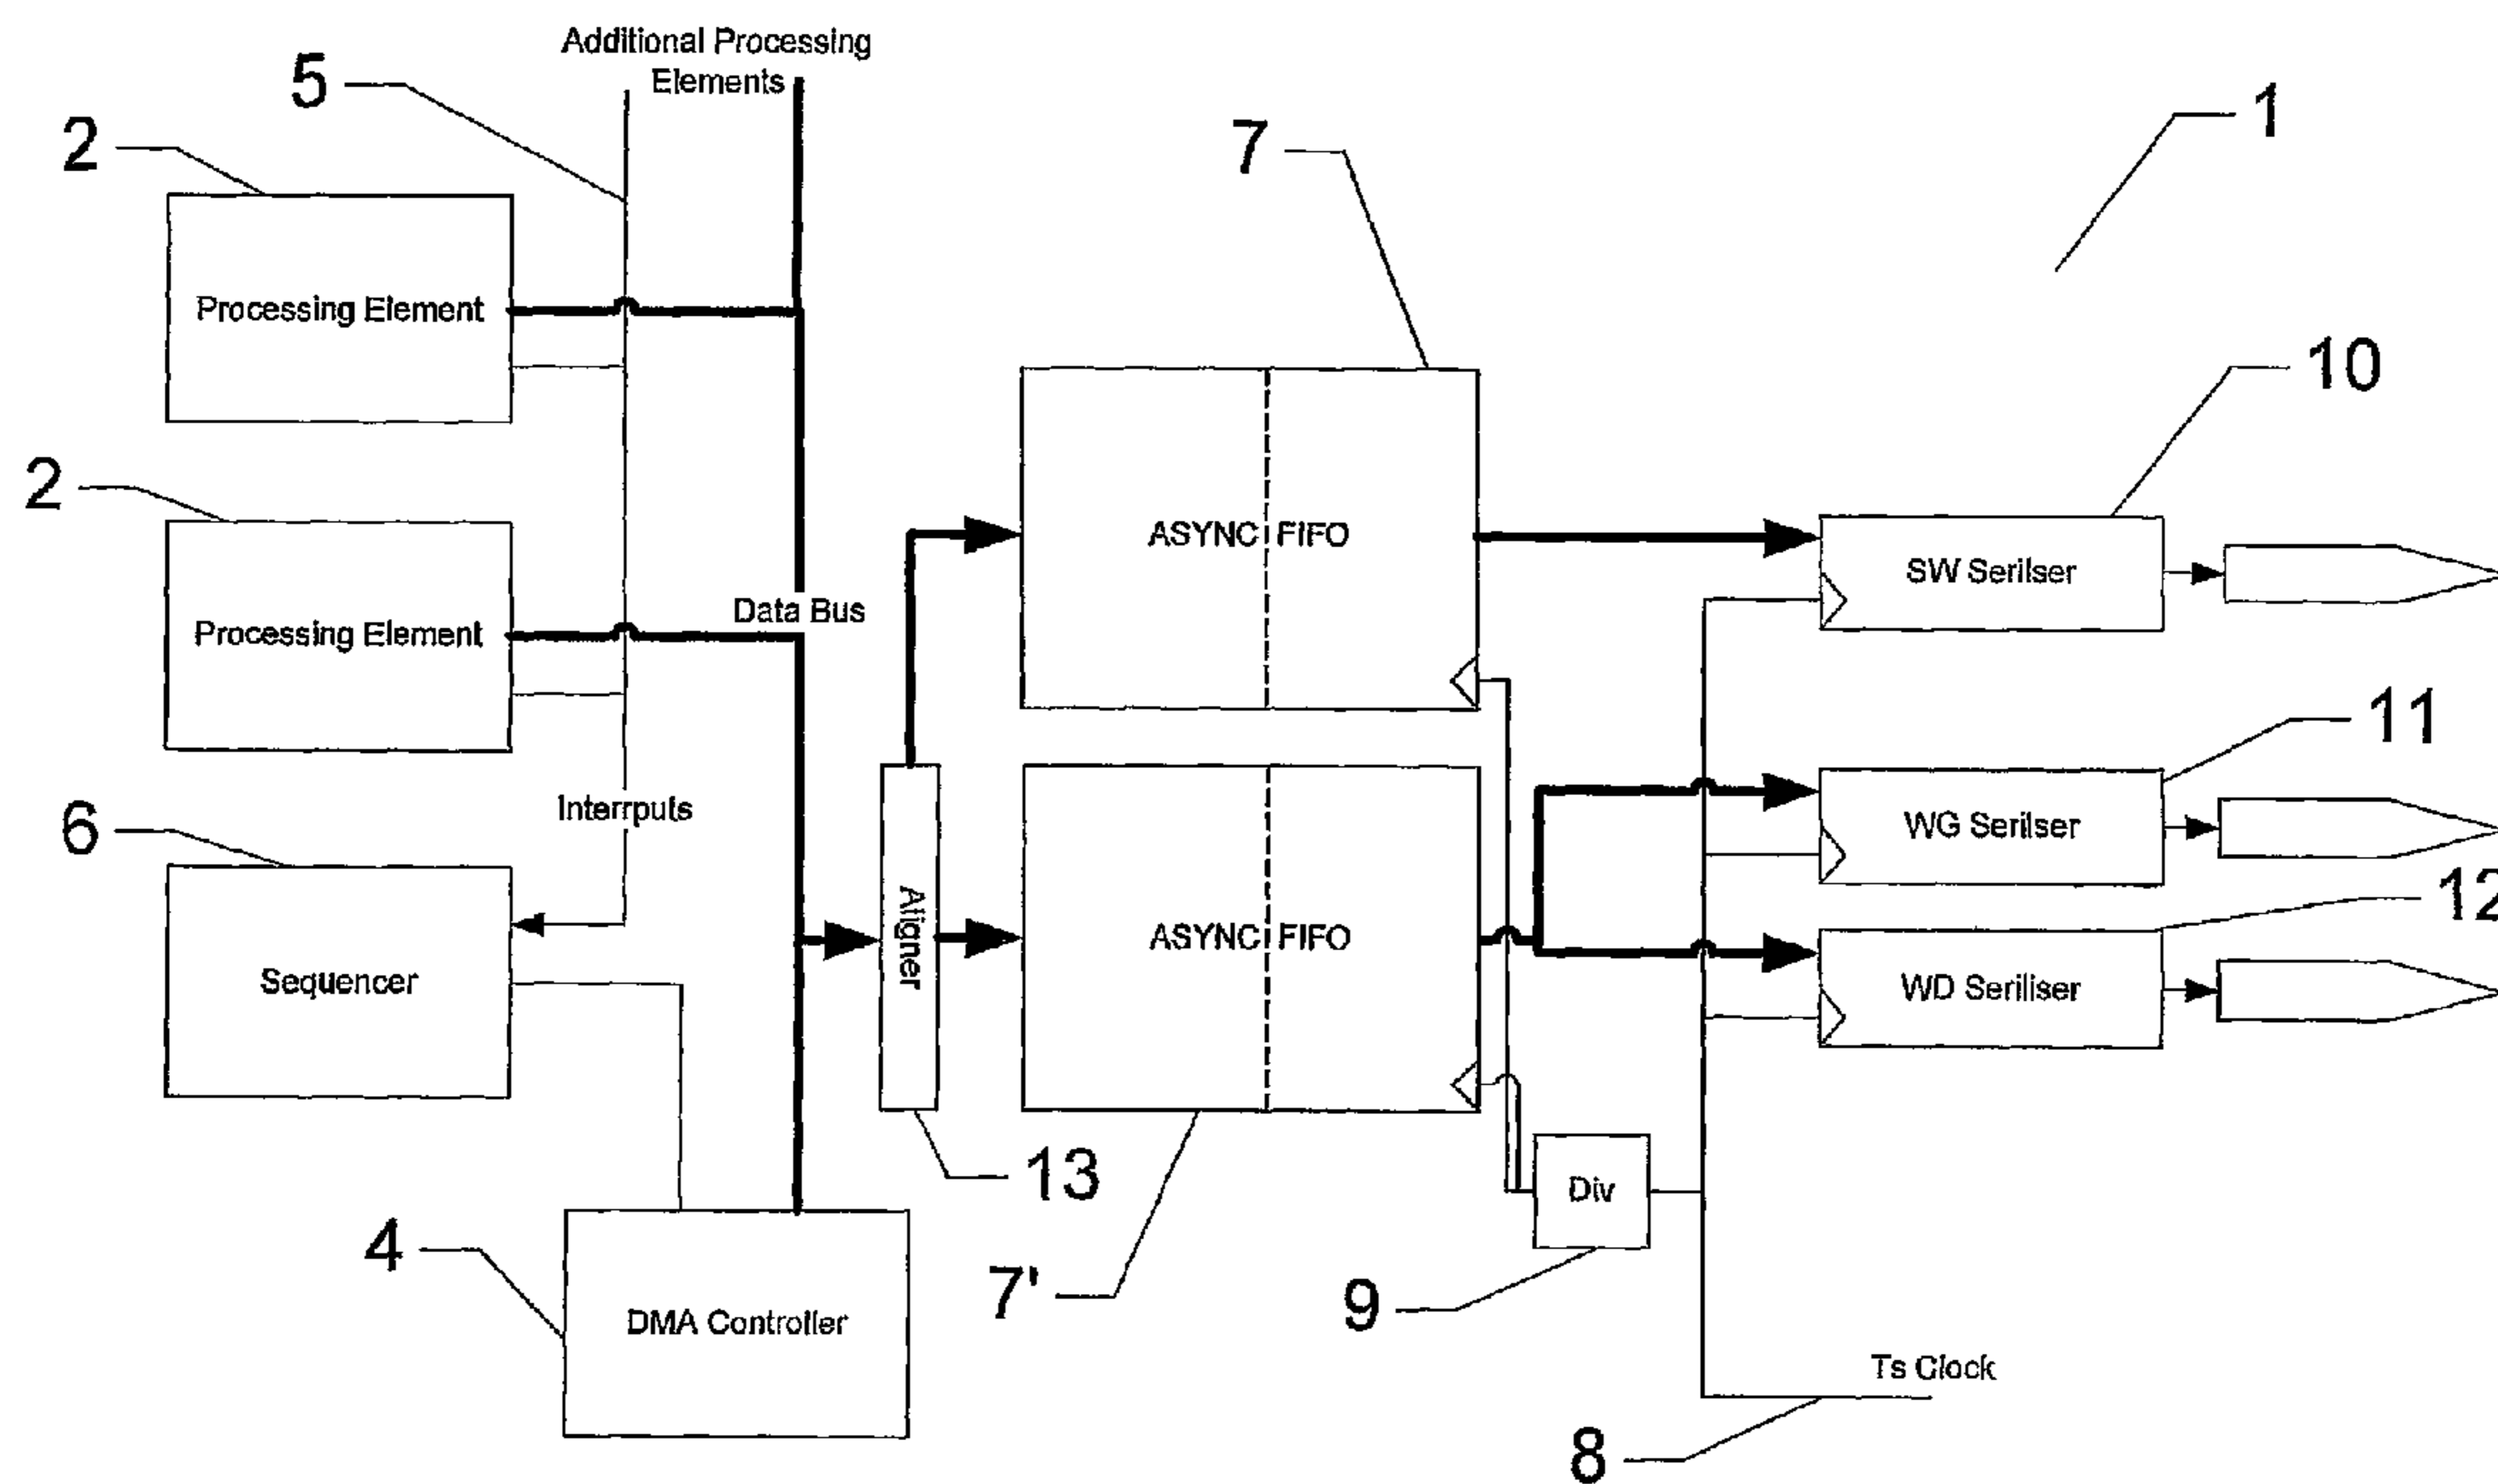 Additional Processing
Elements
5
1
2
7
Processing Element
10
2
ASYNC FIFO
SW Serilser
Data Bus
Processing Element
11
6
Interrputs
WG Serilser
12
Aligner
ASYNC FIFO
Sequencer
WD Seriliser
13
Div
4
7'
9
DMA Controller
Ts Clock
8